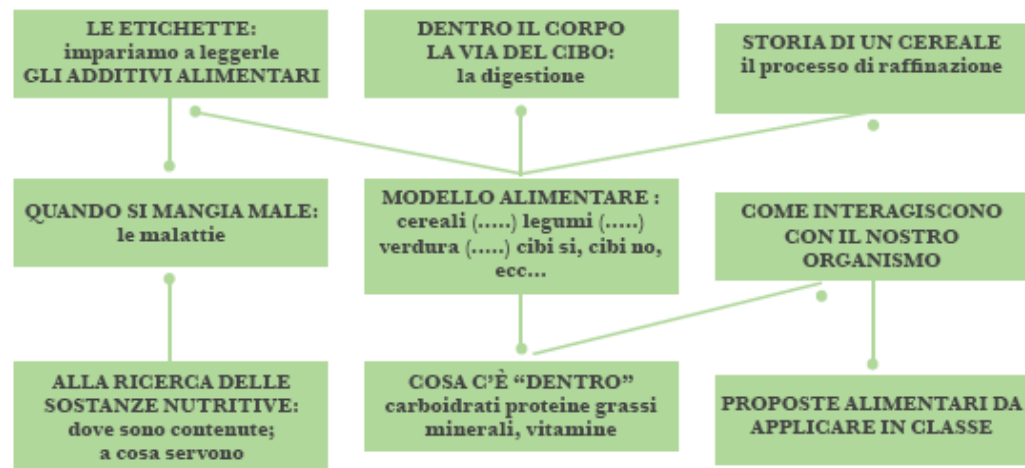 LE ETICHETTE:
impariamo a leggerle
GLI ADDITIVI ALIMENTARI
DENTRO IL CORPO
LA VIA DEL CIBO:
la digestione
STORIA DI UN CEREALE
il processo di raffinazione
QUANDO SI MANGIA MALE:
le malattie
MODELLO ALIMENTARE :
cereali (.....) legumi (.....)
verdura (.....) cibi si, cibi no,
ecc...
COME INTERAGISCONO
CON IL NOSTRO
ORGANISMO
ALLA RICERCA DELLE
SOSTANZE NUTRITIVE:
dove sono contenute;
a cosa servono
COSA C’È “DENTRO”
carboidrati proteine grassi
minerali, vitamine
PROPOSTE ALIMENTARI DA
APPLICARE IN CLASSE